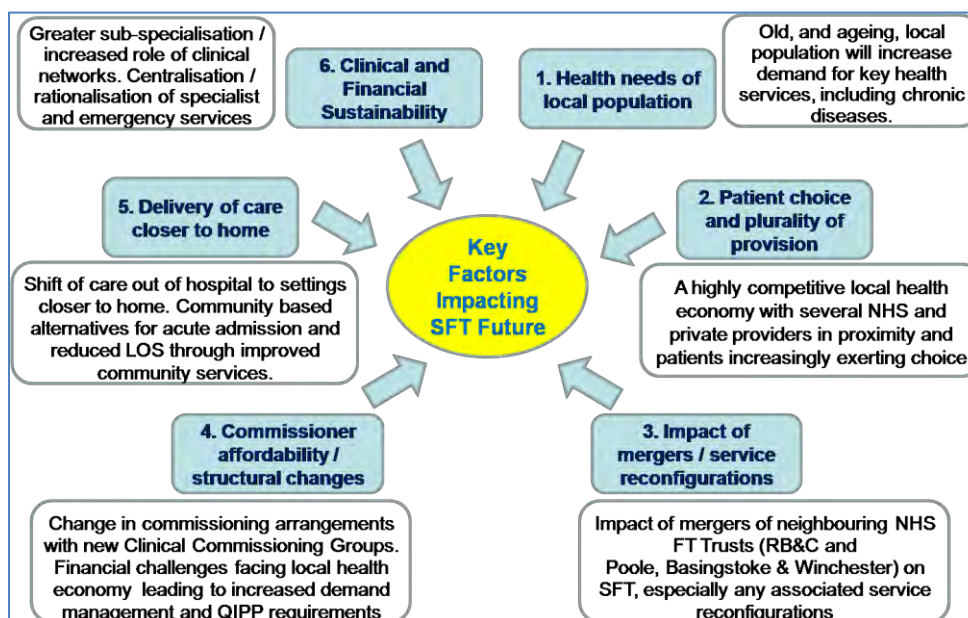 Key
Factors
Impacting
SFT Future
1. Health needs of
local population
Old, and ageing, local
population will increase
demand for key health
services, including chronic
diseases.
2. Patient choice
and plurality of
provision
A highly competitive local health
economy with several NHS and
private providers in proximity and
patients increasingly exerting choice
3. Impact of
mergers / service
reconfigurations
Impact of mergers of neighbouring NHS
FT Trusts (RB&C and
Poole, Basingstoke & Winchester) on
SFT, especially any associated service
reconfigurations
4. Commissioner
affordability /
structural changes
Change in commissioning arrangements
with new Clinical Commissioning Groups.
Financial challenges facing local health
economy leading to increased demand
management and QIPP requirements
5. Delivery of care
closer to home
Shift of care out of hospital to settings
closer to home. Community based
alternatives for acute admission and
reduced LOS through improved
community services.
6. Clinical and
Financial
Sustainability
Greater sub-specialisation /
increased role of clinical
networks. Centralisation /
rationalisation of specialist
and emergency services